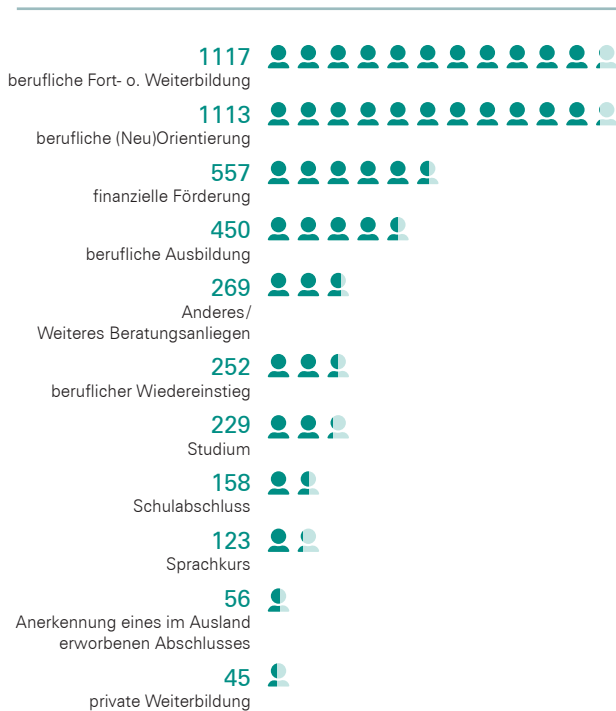 1117
berufliche Fort- o. Weiterbildung
1113
berufliche (Neu)Orientierung
557
finanzielle Förderung
450
berufliche Ausbildung
269
Anderes/
Weiteres Beratungsanliegen
252
beruflicher Wiedereinstieg
229
Studium
158
Schulabschluss
123
Sprachkurs
56
Anerkennung eines im Ausland
erworbenen Abschlusses
45
private Weiterbildung